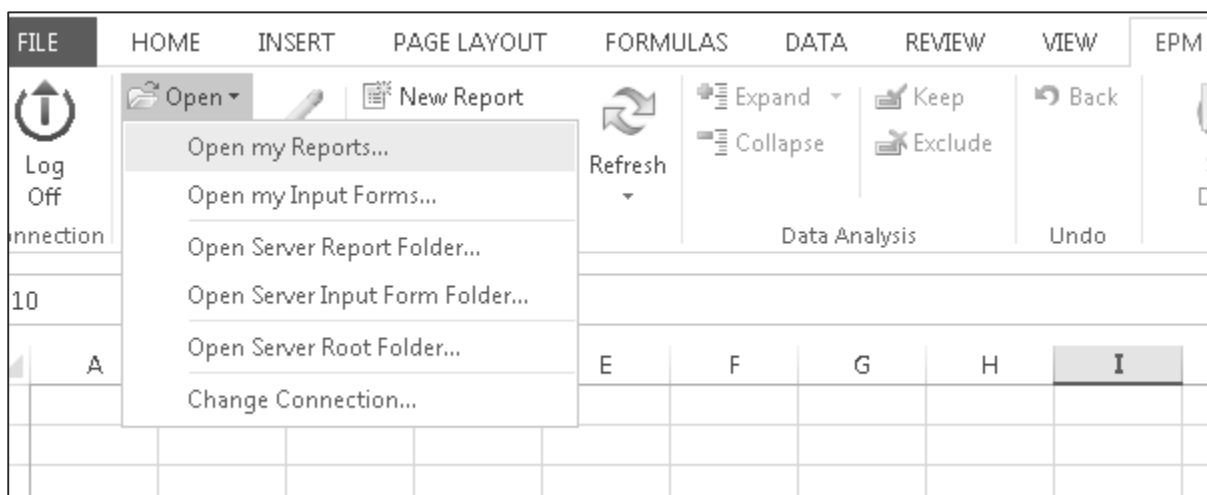 FILE HOME INSERT PAGE LAYOUT FORMULAS DATA REVIEW VIEW EPM
Open New Report Expand Keep Back
Log Off
Refresh
Collapse Exclude
Open my Reports...
Open my Input Forms...
Open Server Report Folder...
Open Server Input Form Folder...
Open Server Root Folder...
Change Connection...
nnection Data Analysis Undo
10
A E F G H I